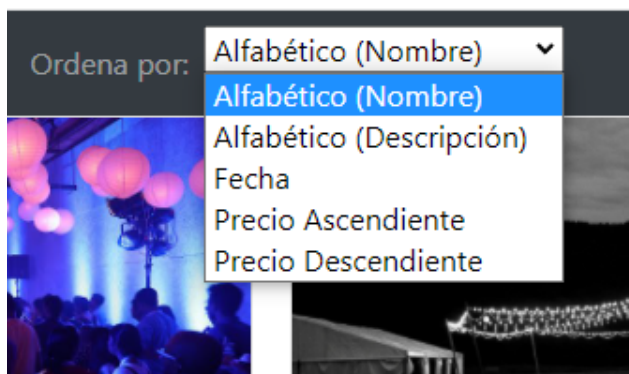 Ordena por: Alfabético (Nombre)
Alfabético (Nombre)
Alfabético (Descripción)
Fecha
Precio Ascendiente
Precio Descendiente